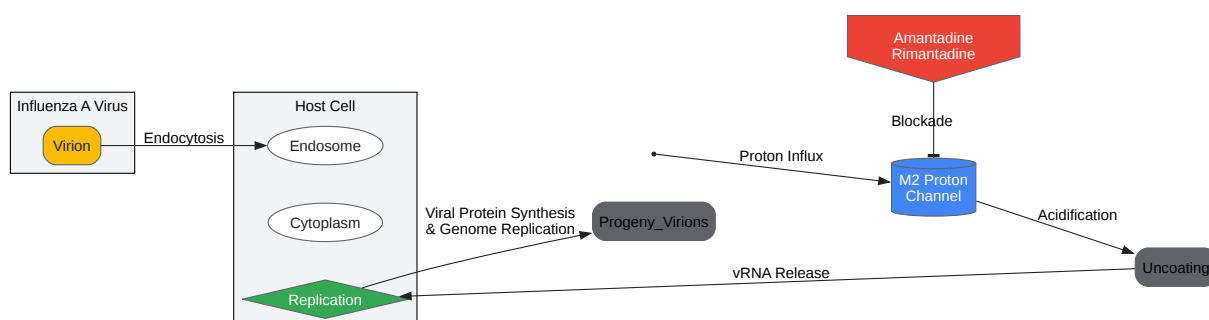 Amantadine
Rimantadine
Influenza A Virus
Host Cell
Blockade
Virion
Endocytosis
Endosome
Proton Influx
M2 Proton
Channel
Viral Protein Synthesis
& Genome Replication
Cytoplasm
Progeny_Virions
Acidification
Uncoating
vRNA Release
Replication